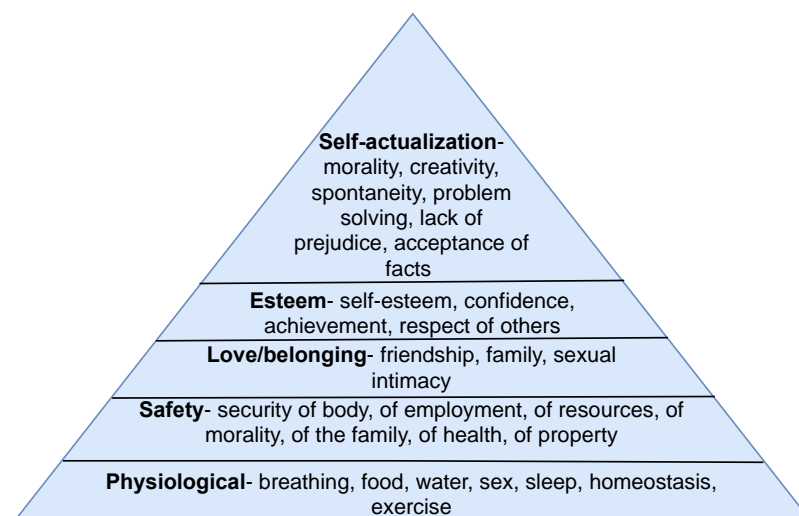 Self-actualization-
morality, creativity,
spontaneity, problem
solving, lack of
prejudice, acceptance of
facts
Esteem- self-esteem, confidence,
achievement, respect of others
Love/belonging- friendship, family, sexual
intimacy
Safety- security of body, of employment, of resources, of
morality, of the family, of health, of property
Physiological- breathing, food, water, sex, sleep, homeostasis,
exercise